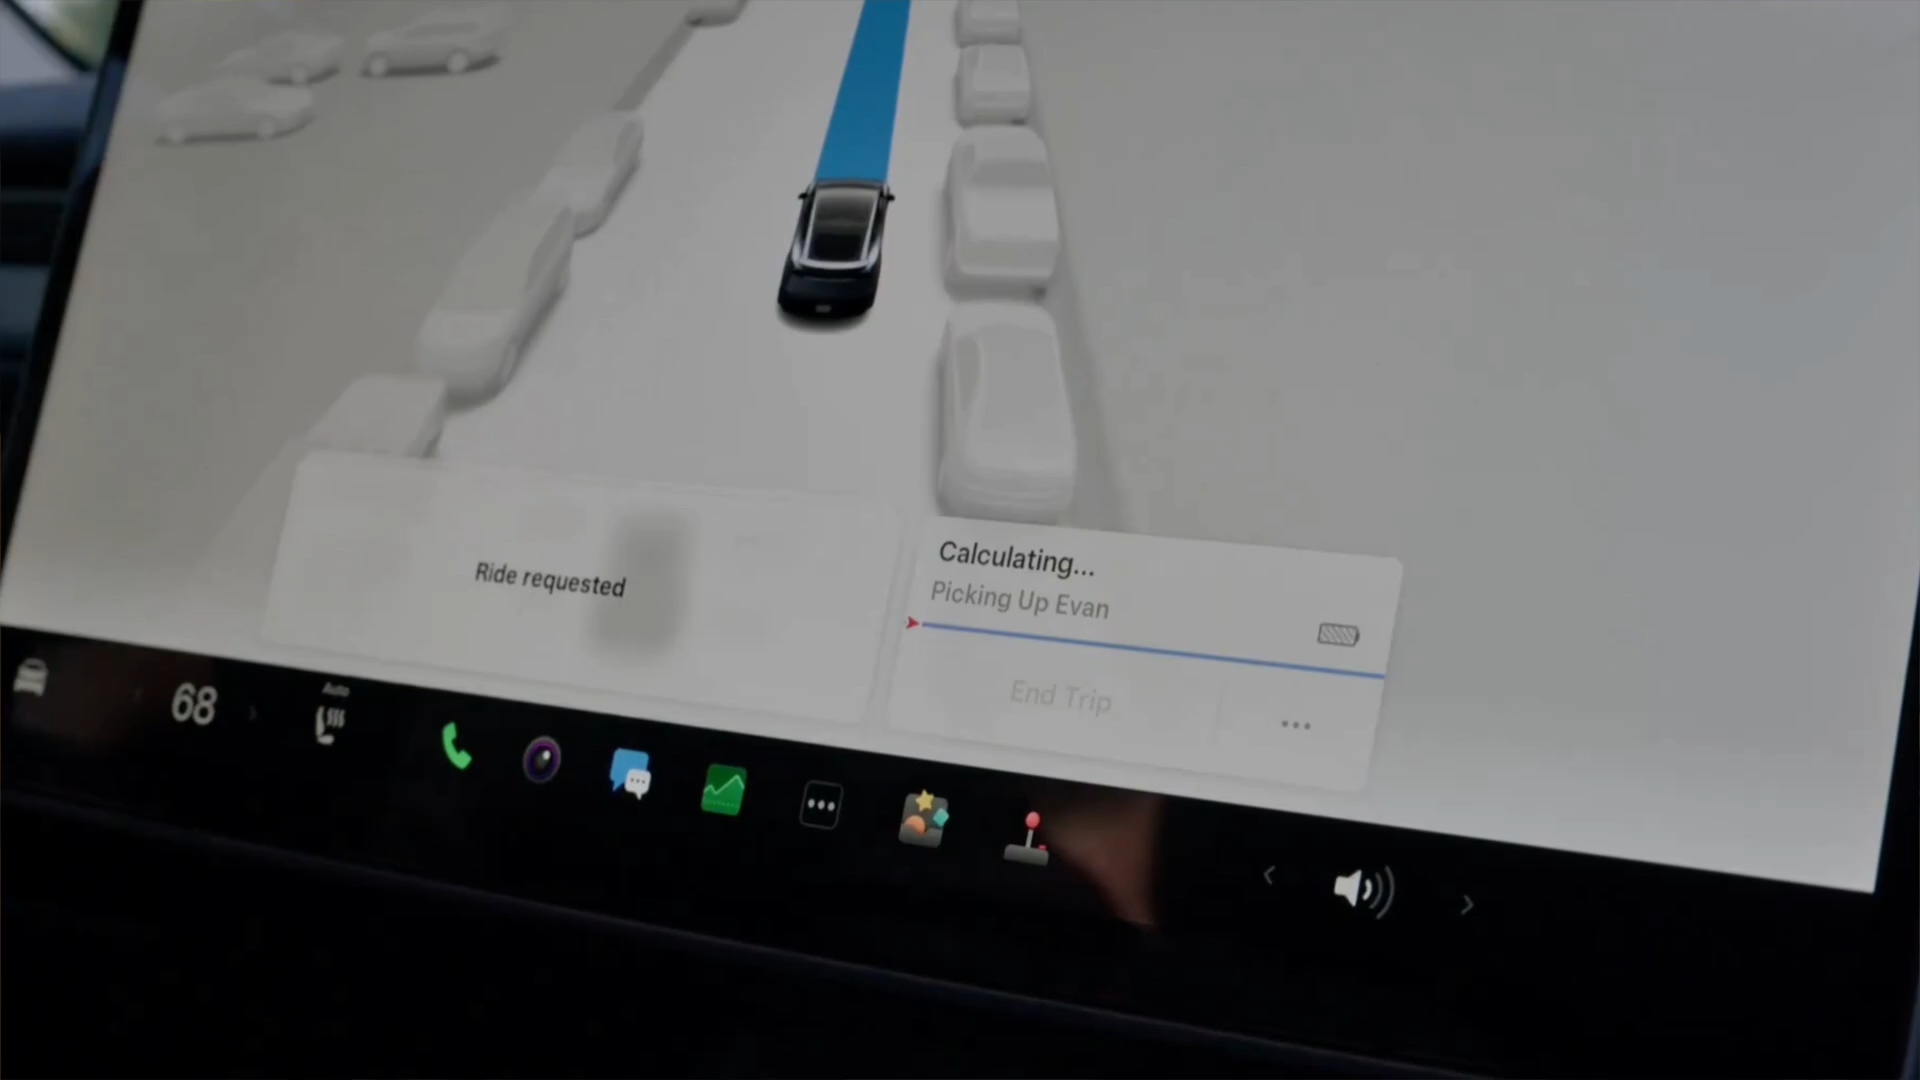 Ride requested
Calculating...
Picking Up Evan
End Trip
68
Auto